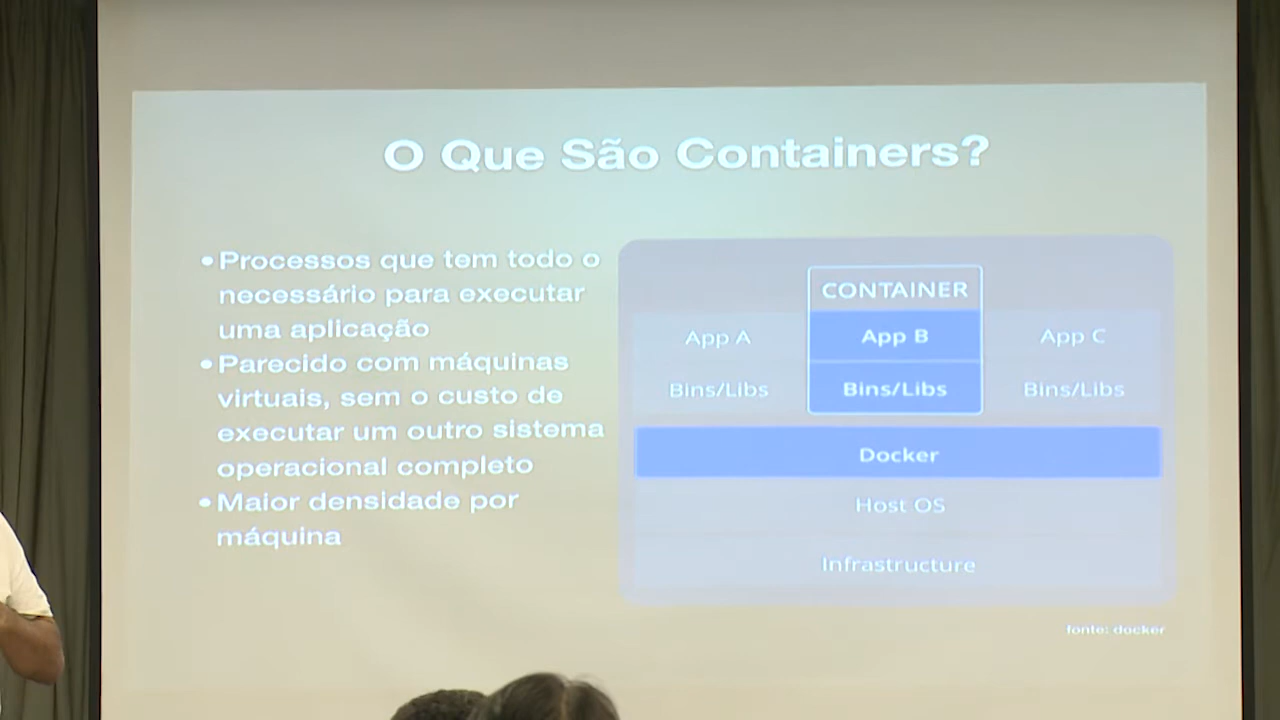 O Que São Containers?
•Processos que tem todo o
necessário para executar
uma aplicação
•Parecido com máquinas
virtuais, sem o custo de
executar um outro sistema
operacional completo
•Maior densidade por
máquina
CONTAINER
App A App B App C
Bins/Libs Bins/Libs Bins/Libs
Docker
Host OS
Infrastructure
fonte: docker